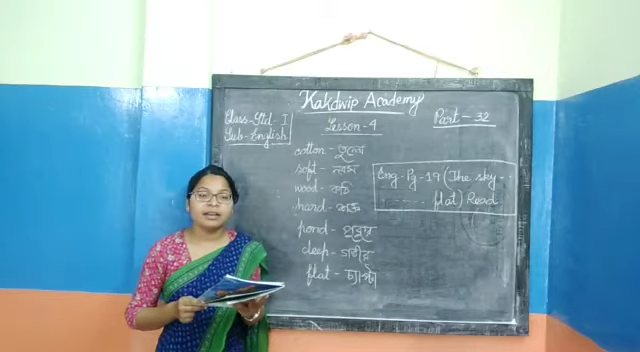 Kakdwip Academy
Class-Std-I
Sub-English
Lesson-4
Part-32
cotton - তুলো
soft - নরম
wood - কাঠ
hard - শক্ত
pond - পুকুর
deep - গভীর
flat - চ্যাপ্টা
Eng-Pg-19 (The sky --
------ flat) Read